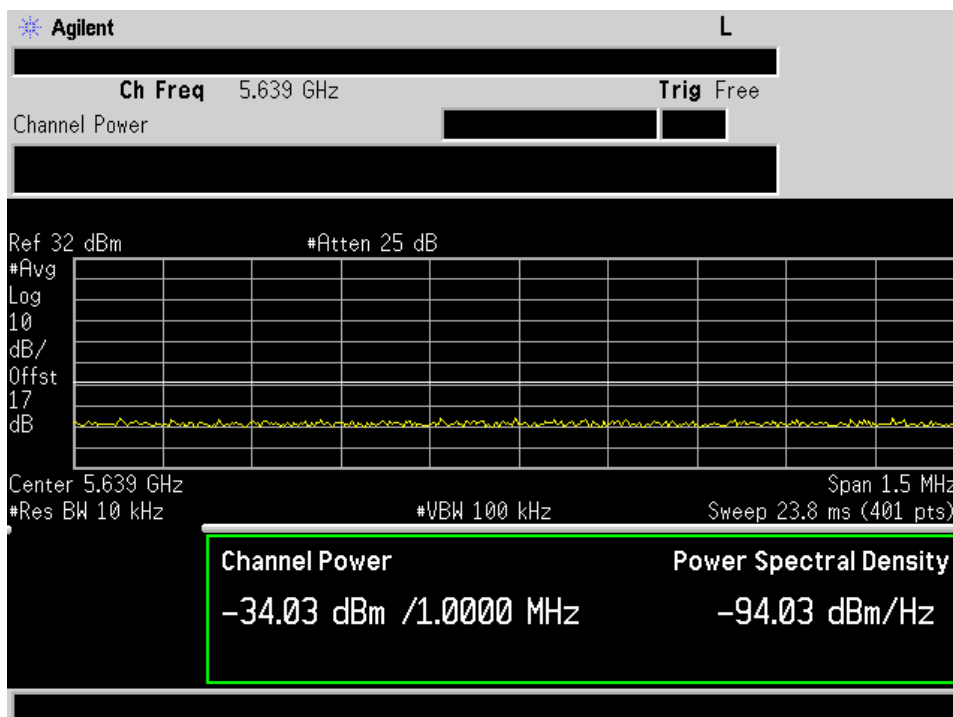 Agilent L
Ch Freq 5.639 GHz Trig Free
Channel Power
Ref 32 dBm #Atten 25 dB
#Avg
Log
10
dB/
Offst
17
dB
Center 5.639 GHz Span 1.5 MHz
#Res BW 10 kHz #VBW 100 kHz Sweep 23.8 ms (401 pts)
Channel Power Power Spectral Density
-34.03 dBm /1.0000 MHz -94.03 dBm/Hz